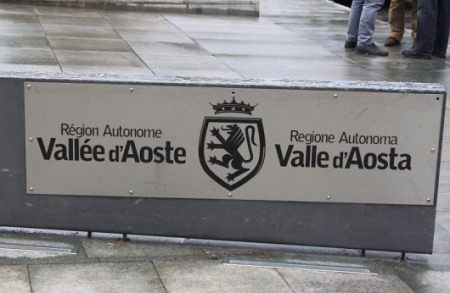 Région Autonome
Vallée d'Aoste
Regione Autonoma
Valle d'Aosta